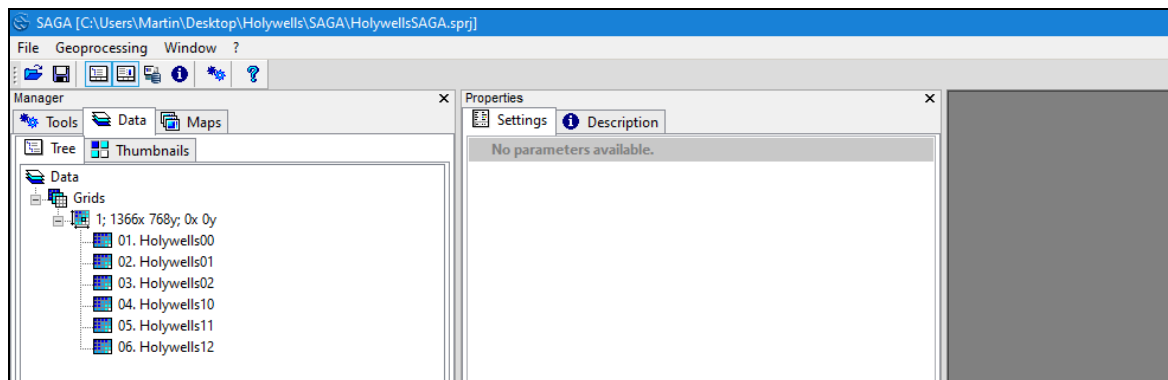 SAGA [C:\Users\Martin\Desktop\Holywells\SAGA\HolywellsSAGA.sprj]
File Geoprocessing Window ?
Manager
Properties
Tools Data Maps
Settings Description
Tree Thumbnails
No parameters available.
Data
Grids
1; 1366x 768y; 0x 0y
01. Holywells00
02. Holywells01
03. Holywells02
04. Holywells10
05. Holywells11
06. Holywells12